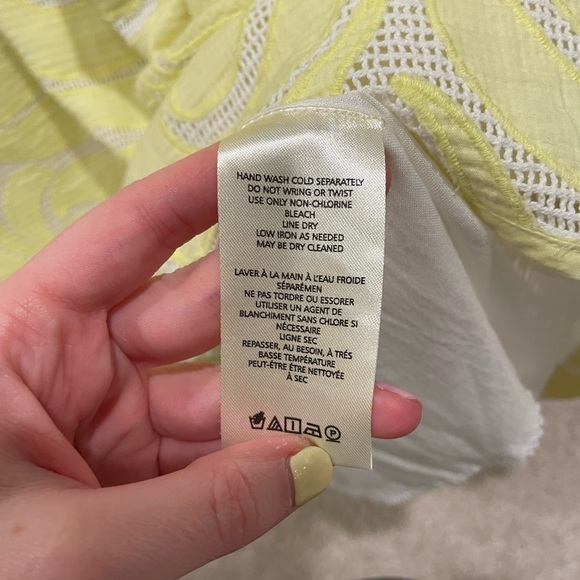 HAND WASH COLD SEPARATELY
DO NOT WRING OR TWIST
USE ONLY NON-CHLORINE
BLEACH
LINE DRY
LOW IRON AS NEEDED
MAY BE DRY CLEANED
LAVER À LA MAIN À L'EAU FROIDE
SÉPARÉMEN
NE PAS TORDRE OU ESSORER
UTILISER UN AGENT DE
BLANCHIMENT SANS CHLORE SI
NÉCESSAIRE
LIGNE SEC
REPASSER, AU BESOIN, À TRÉS
BASSE TEMPÉRATURE
PEUT-ÊTRE ÊTRE NETTOYÉE
À SEC